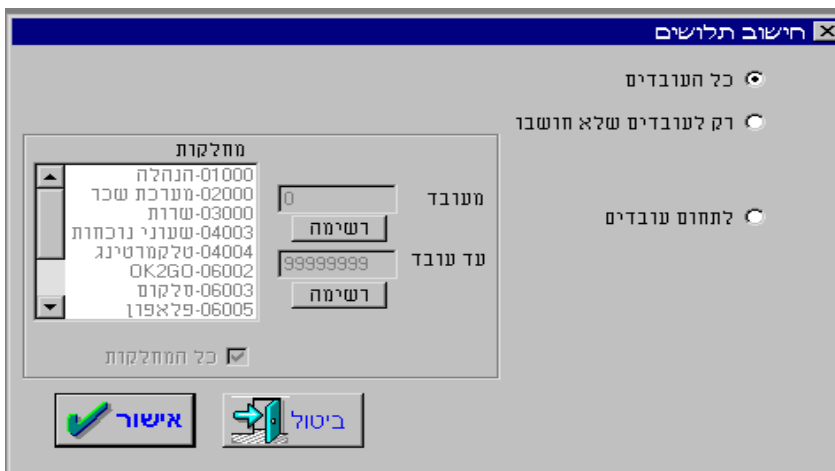 חישוב תלושים
כל העובדים
רק לעובדים שלא חושבו
לתחום עובדים
מעובד
0
רשימה
עד עובד
99999999
רשימה
מחלקות
01000-הנהלה
02000-מערכת שכר
03000-שרות
04003-שעוני נוכחות
04004-טלקמרטינג
06002-OK2GO
06003-סלקום
06005-פלאפון
כל המחלקות
ביטול
אישור